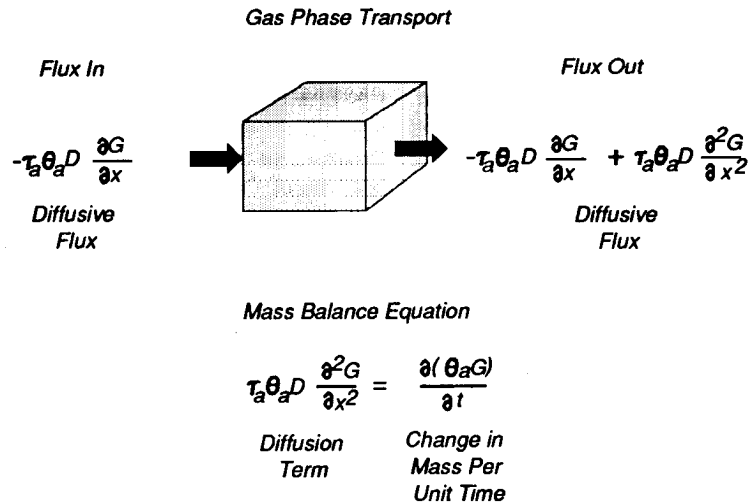 Gas Phase Transport
Flux In
Flux Out
-τₐθₐD ∂G/∂x
-τₐθₐD ∂G/∂x + τₐθₐD ∂²G/∂x²
Diffusive
Flux
Diffusive
Flux
Mass Balance Equation
τₐθₐD ∂²G/∂x² = ∂(θₐG)/∂t
Diffusion
Term
Change in
Mass Per
Unit Time